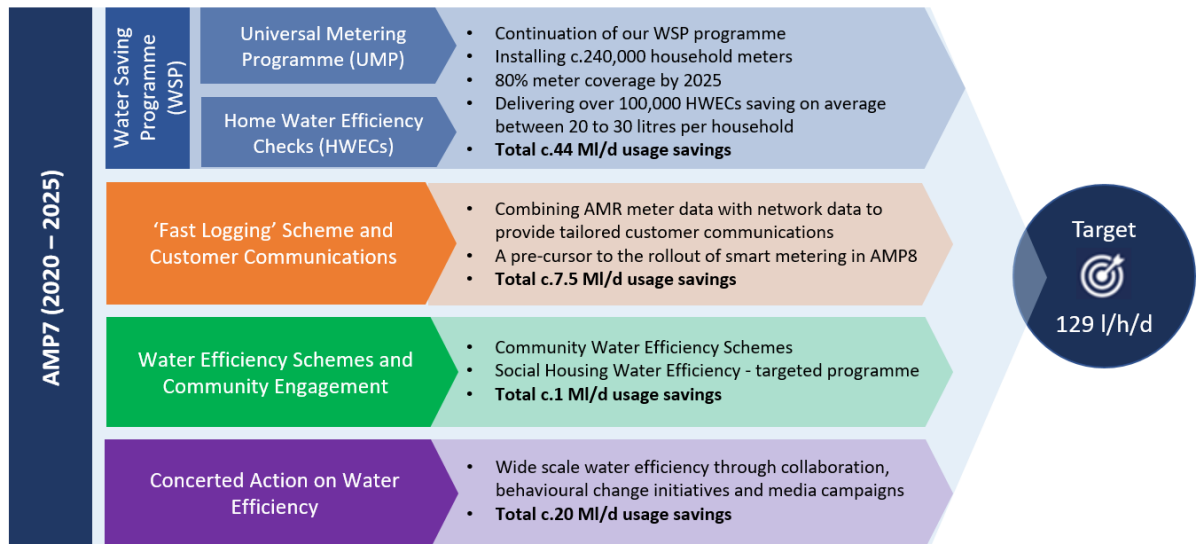 AMP7 (2020 – 2025)
Water Saving
Programme
(WSP)
Universal Metering
Programme (UMP)
Home Water Efficiency
Checks (HWECs)
• Continuation of our WSP programme
• Installing c.240,000 household meters
• 80% meter coverage by 2025
• Delivering over 100,000 HWECs saving on average
between 20 to 30 litres per household
• Total c.44 Ml/d usage savings
‘Fast Logging’ Scheme and
Customer Communications
• Combining AMR meter data with network data to
provide tailored customer communications
• A pre-cursor to the rollout of smart metering in AMP8
• Total c.7.5 Ml/d usage savings
Water Efficiency Schemes and
Community Engagement
• Community Water Efficiency Schemes
• Social Housing Water Efficiency - targeted programme
• Total c.1 Ml/d usage savings
Concerted Action on Water
Efficiency
• Wide scale water efficiency through collaboration,
behavioural change initiatives and media campaigns
• Total c.20 Ml/d usage savings
Target
129 l/h/d